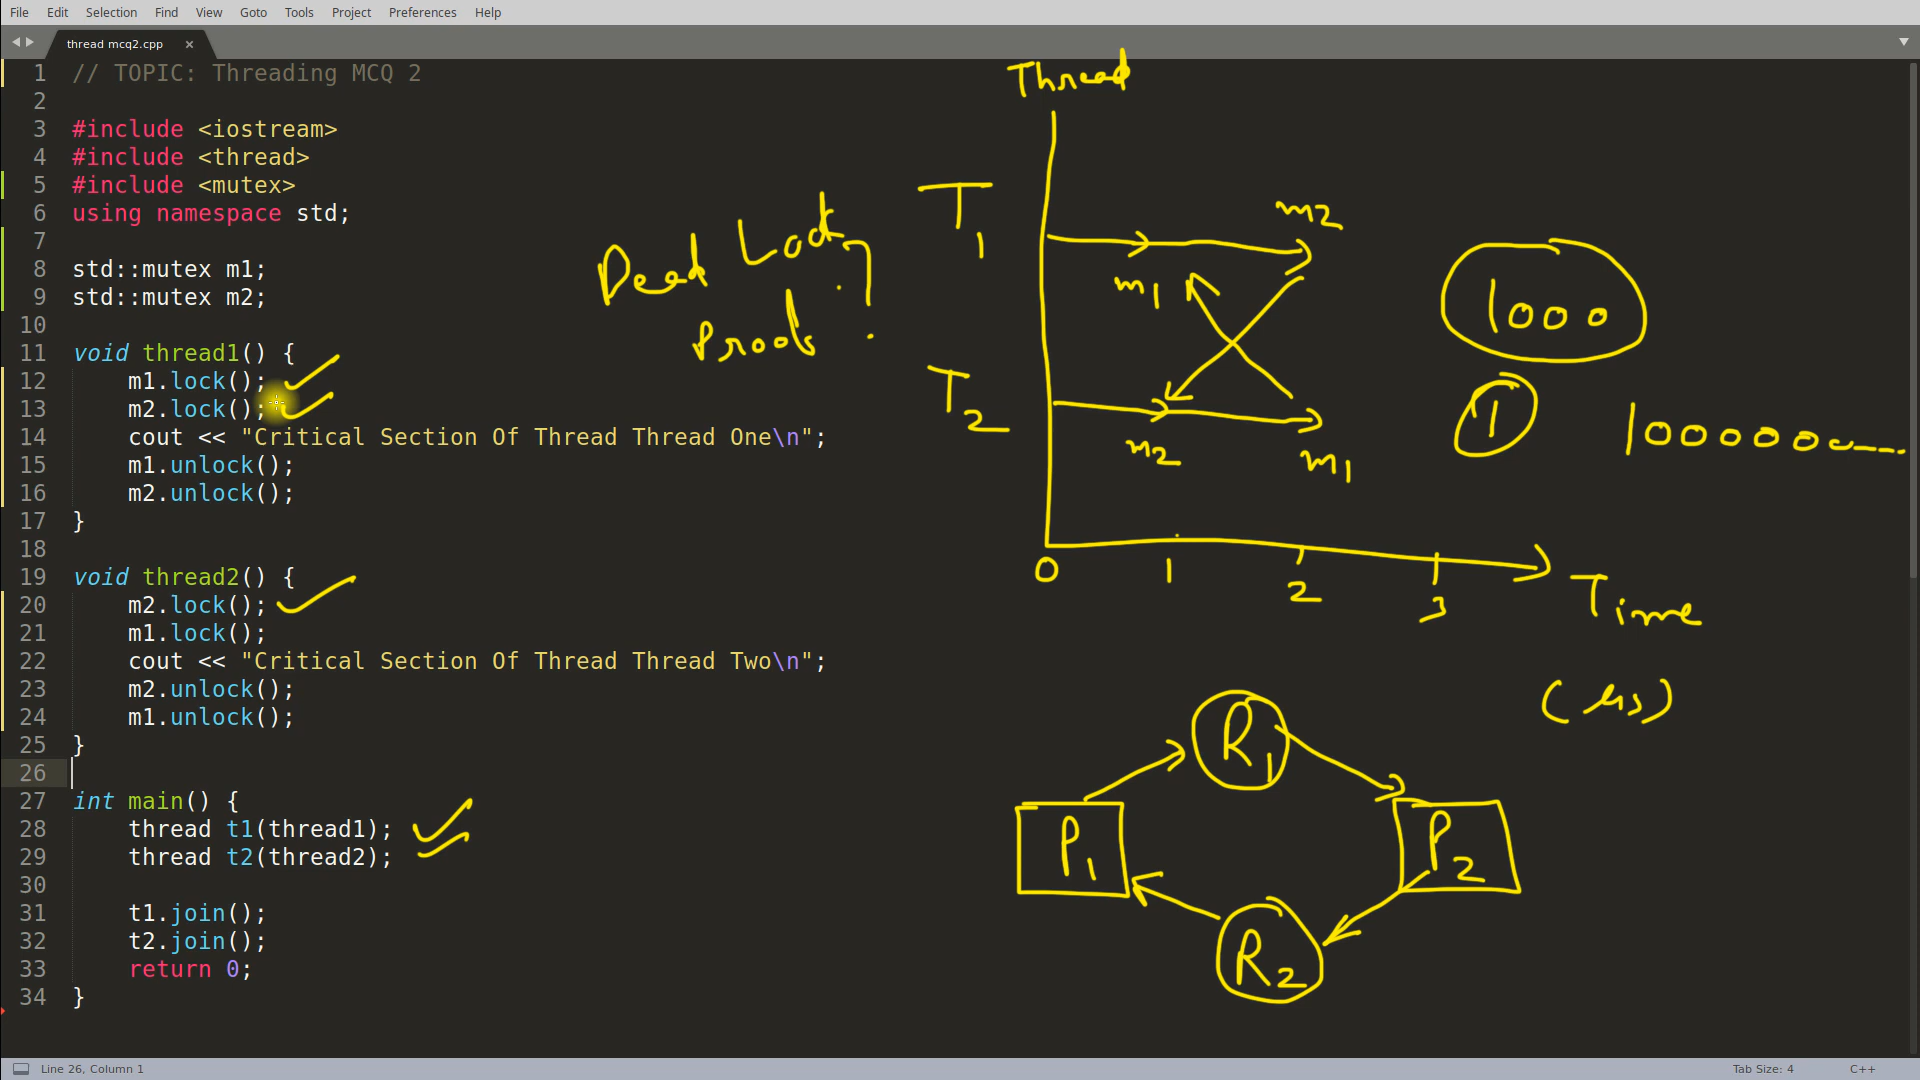 File Edit Selection Find View Goto Tools Project Preferences Help
thread mcq2.cpp ×
1 // TOPIC: Threading MCQ 2
2
3 #include <iostream>
4 #include <thread>
5 #include <mutex>
6 using namespace std;
7
8 std::mutex m1;
9 std::mutex m2;
10
11 void thread1() {
12 m1.lock();
13 m2.lock();
14 cout << "Critical Section Of Thread Thread One\n";
15 m1.unlock();
16 m2.unlock();
17 }
18
19 void thread2() {
20 m2.lock();
21 m1.lock();
22 cout << "Critical Section Of Thread Thread Two\n";
23 m2.unlock();
24 m1.unlock();
25 }
26
27 int main() {
28 thread t1(thread1);
29 thread t2(thread2);
30
31 t1.join();
32 t2.join();
33 return 0;
34 }
Thread
T1
m2
m1
Dead Lock
?
T2
m2
m1
1000
1
100000
0 1 2 3
Time
R1
P1
P2
R2
Line 26, Column 1
Tab Size: 4 C++